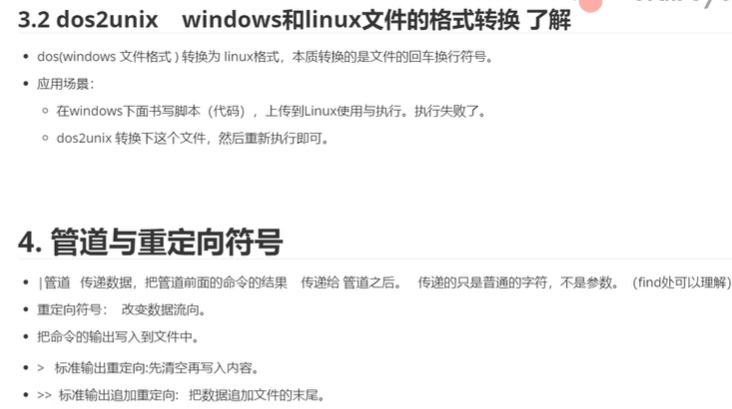 3.2 dos2unix windows和linux文件的格式转换 了解
dos(windows 文件格式 ) 转换为 linux格式，本质转换的是文件的回车换行符号。
应用场景：
在windows下面书写脚本（代码），上传到Linux使用与执行。执行失败了。
dos2unix 转换下这个文件，然后重新执行即可。
4. 管道与重定向符号
|管道 传递数据，把管道前面的命令的结果 传递给 管道之后。 传递的只是普通的字符，不是参数。（find处可以理解）
重定向符号： 改变数据流向。
把命令的输出写入到文件中。
> 标准输出重定向:先清空再写入内容。
>> 标准输出追加重定向： 把数据追加文件的末尾。